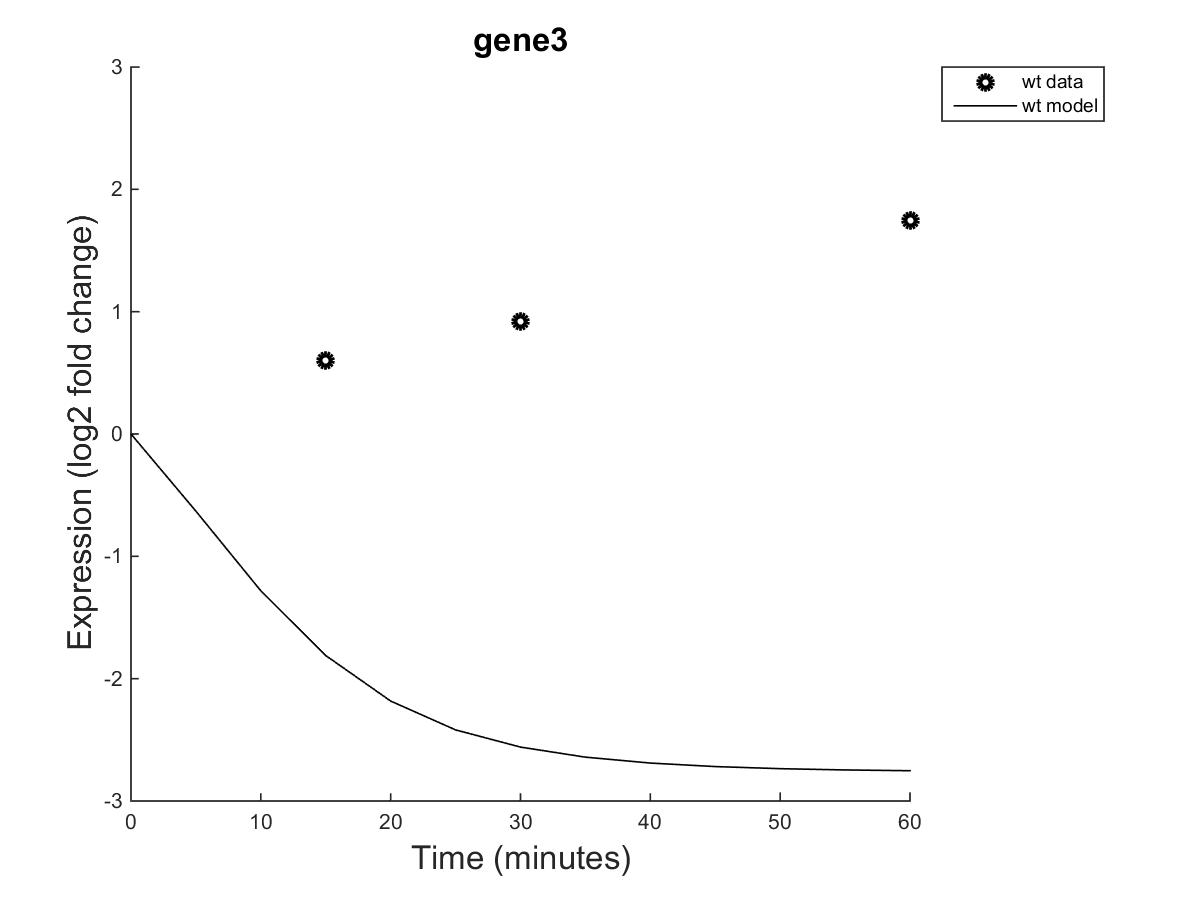 gene3
wt data
wt model
Expression (log2 fold change)
3
2
1
0
-1
-2
-3
0 10 20 30 40 50 60
Time (minutes)